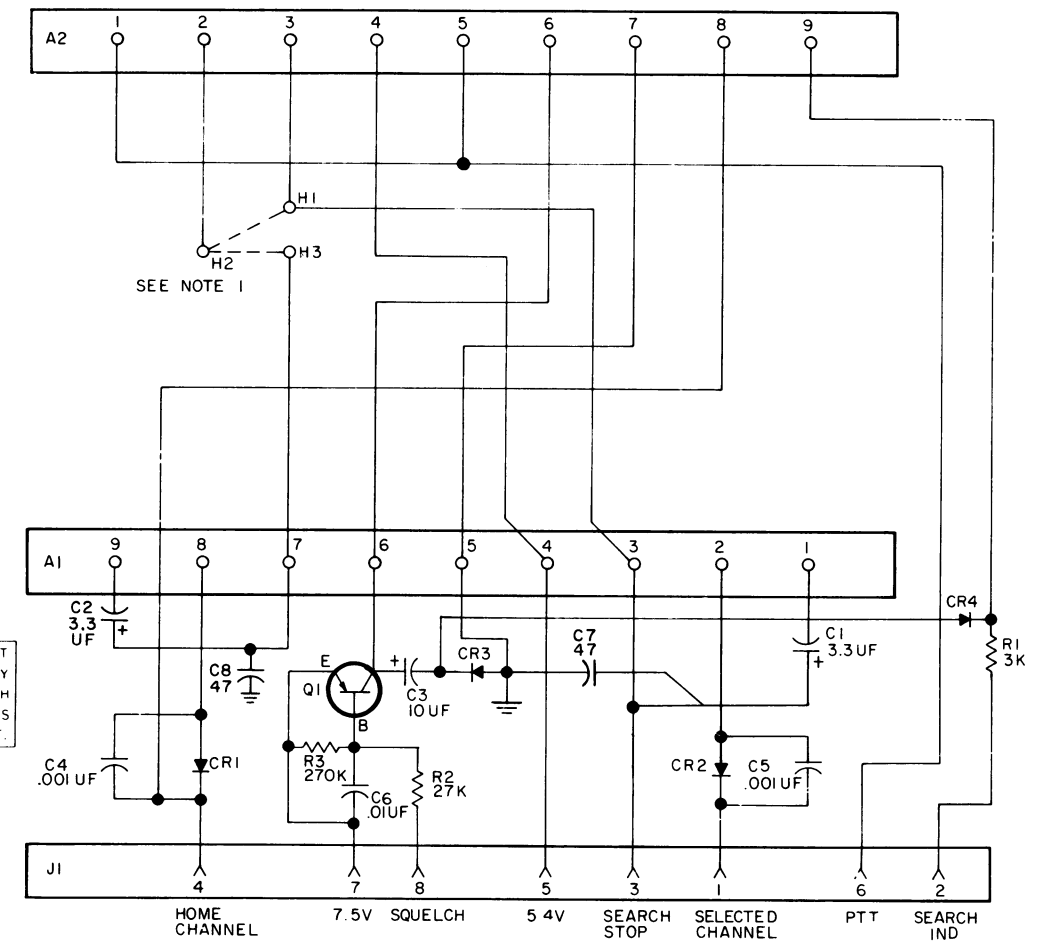 A2 1 2 3 4 5 6 7 8 9
H1
H2 H3
SEE NOTE 1
A1 9 8 7 6 5 4 3 2 1
CR4
C2
3.3
UF
+
C1
3.3UF
+
R1
3K
T
Y
H
S
T.
C8
47
E
Q1
B
+
C3
10UF
CR3
C7
47
C4
.001UF
CR1
R3
270K
C6
.01UF
R2
27K
CR2
C5
.001UF
J1
4 7 8 5 3 1 6 2
HOME
CHANNEL
7.5V
SQUELCH
5 4V
SEARCH
STOP
SELECTED
CHANNEL
PTT
SEARCH
IND